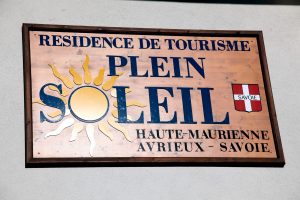 RESIDENCE DE TOURISME
PLEIN
SOLEIL
SAVOIE
HAUTE-MAURIENNE
AVRIEUX - SAVOIE